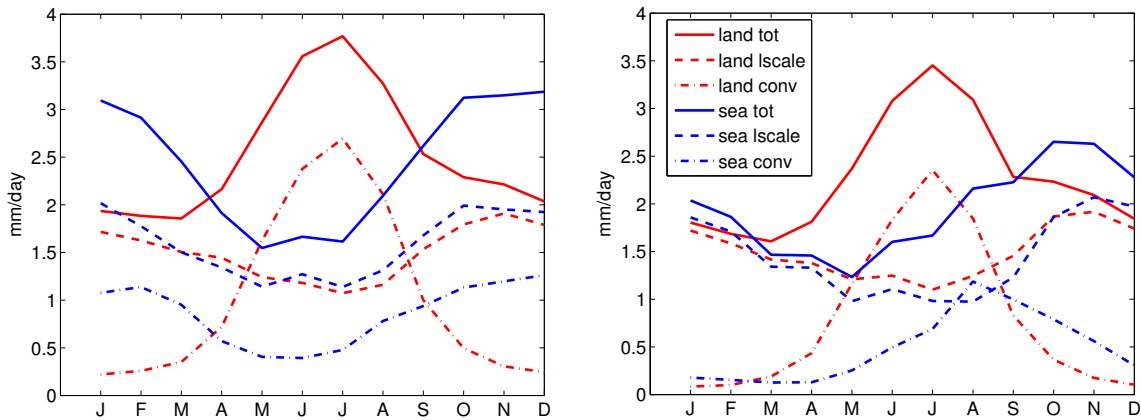 4
3.5
3
2.5
2
1.5
1
0.5
0
mm/day
J F M A M J J A S O N D
4
3.5
3
2.5
2
1.5
1
0.5
0
mm/day
land tot
land lscale
land conv
sea tot
sea lscale
sea conv
J F M A M J J A S O N D